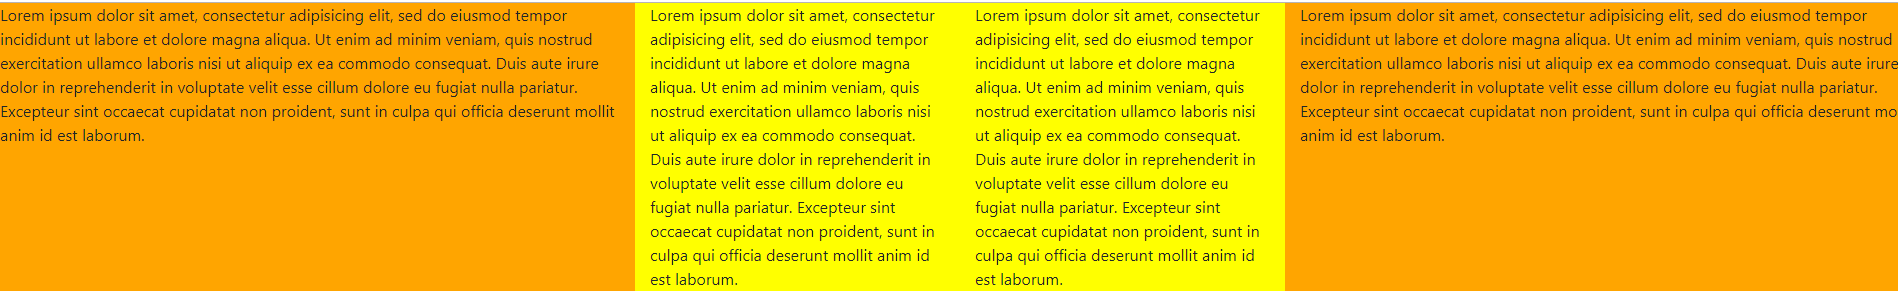 Lorem ipsum dolor sit amet, consectetur adipisicing elit, sed do eiusmod tempor
incididunt ut labore et dolore magna aliqua. Ut enim ad minim veniam, quis nostrud
exercitation ullamco laboris nisi ut aliquip ex ea commodo consequat. Duis aute irure
dolor in reprehenderit in voluptate velit esse cillum dolore eu fugiat nulla pariatur.
Excepteur sint occaecat cupidatat non proident, sunt in culpa qui officia deserunt mollit
anim id est laborum.
Lorem ipsum dolor sit amet, consectetur
adipisicing elit, sed do eiusmod tempor
incididunt ut labore et dolore magna
aliqua. Ut enim ad minim veniam, quis
nostrud exercitation ullamco laboris nisi
ut aliquip ex ea commodo consequat.
Duis aute irure dolor in reprehenderit in
voluptate velit esse cillum dolore eu
fugiat nulla pariatur. Excepteur sint
occaecat cupidatat non proident, sunt in
culpa qui officia deserunt mollit anim id
est laborum.
Lorem ipsum dolor sit amet, consectetur
adipisicing elit, sed do eiusmod tempor
incididunt ut labore et dolore magna
aliqua. Ut enim ad minim veniam, quis
nostrud exercitation ullamco laboris nisi
ut aliquip ex ea commodo consequat.
Duis aute irure dolor in reprehenderit in
voluptate velit esse cillum dolore eu
fugiat nulla pariatur. Excepteur sint
occaecat cupidatat non proident, sunt in
culpa qui officia deserunt mollit anim id
est laborum.
Lorem ipsum dolor sit amet, consectetur adipisicing elit, sed do eiusmod tempor
incididunt ut labore et dolore magna aliqua. Ut enim ad minim veniam, quis nostrud
exercitation ullamco laboris nisi ut aliquip ex ea commodo consequat. Duis aute irure
dolor in reprehenderit in voluptate velit esse cillum dolore eu fugiat nulla pariatur.
Excepteur sint occaecat cupidatat non proident, sunt in culpa qui officia deserunt mo
anim id est laborum.